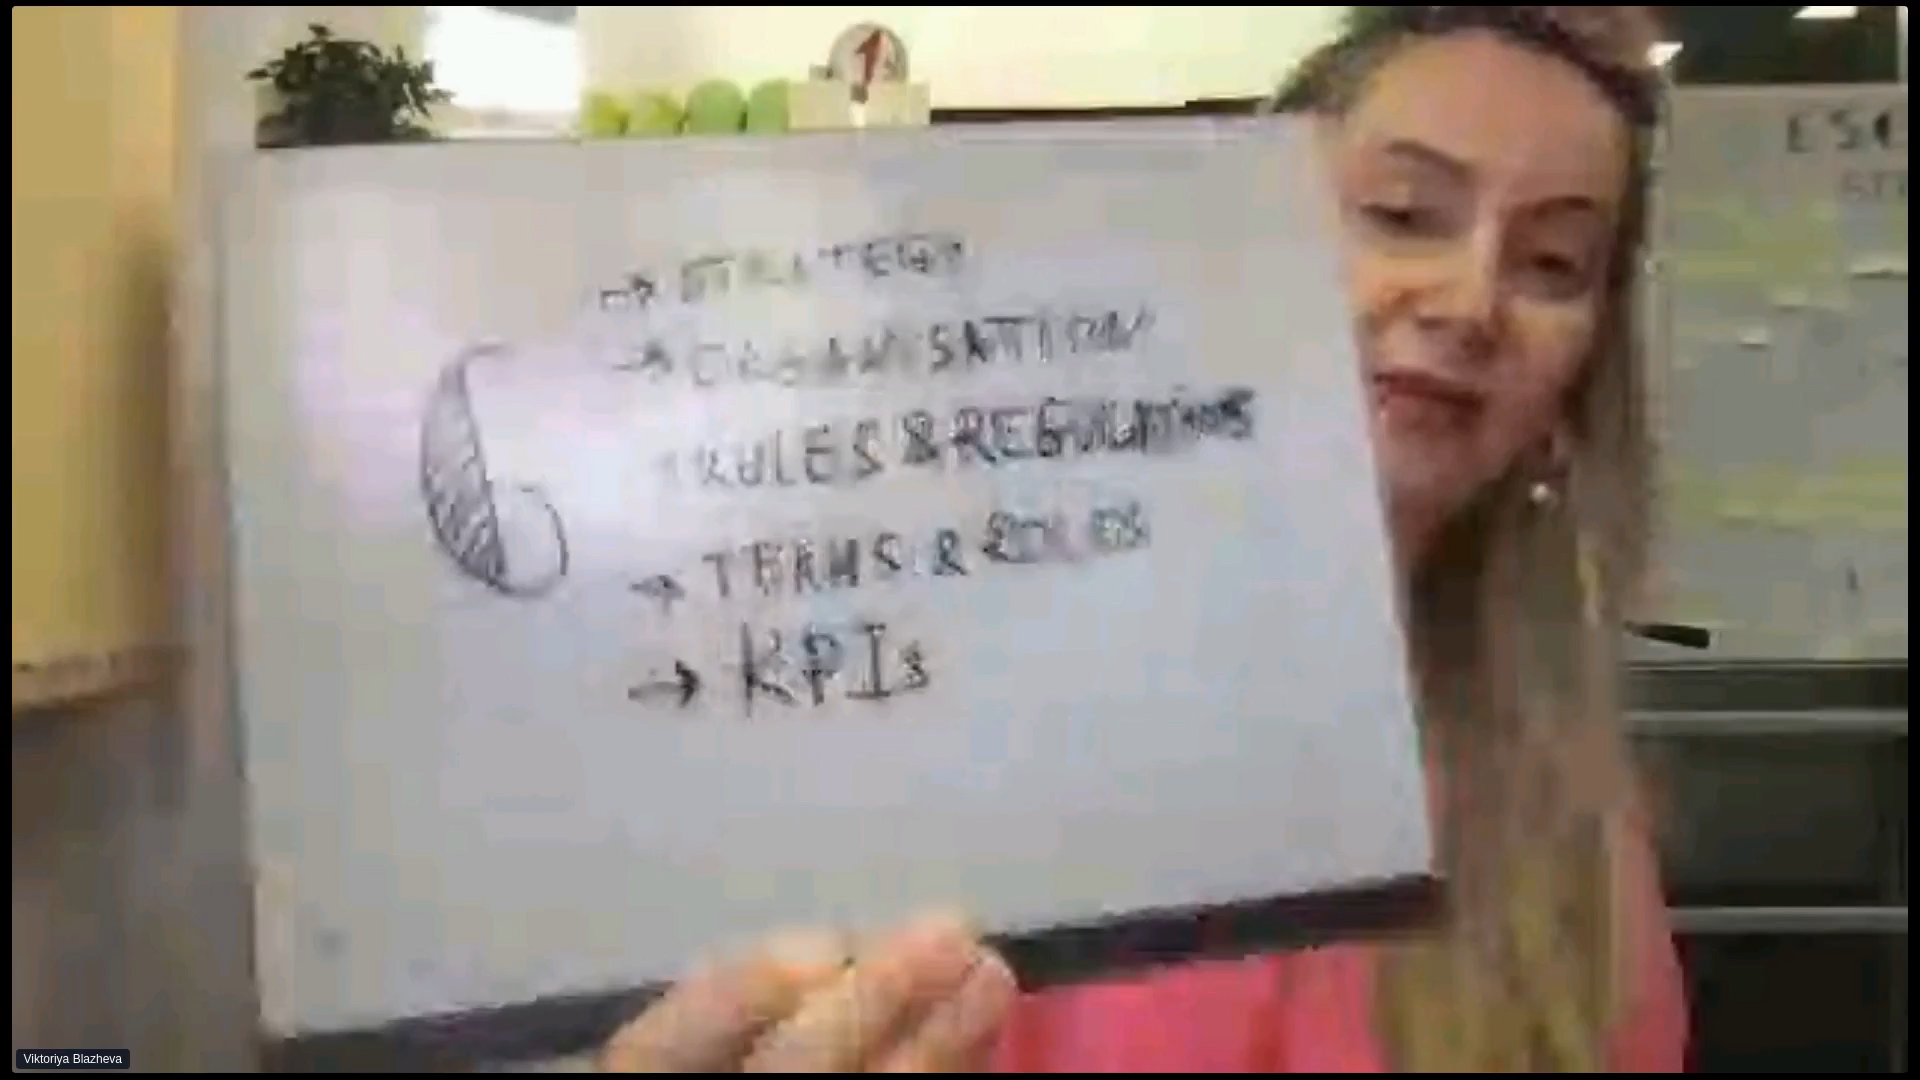 → STRATEGY
→ ORGANISATION
→ RULES & REGULATIONS
→ TEAMS & ROLES
→ KPIs
Viktoriya Blazheva